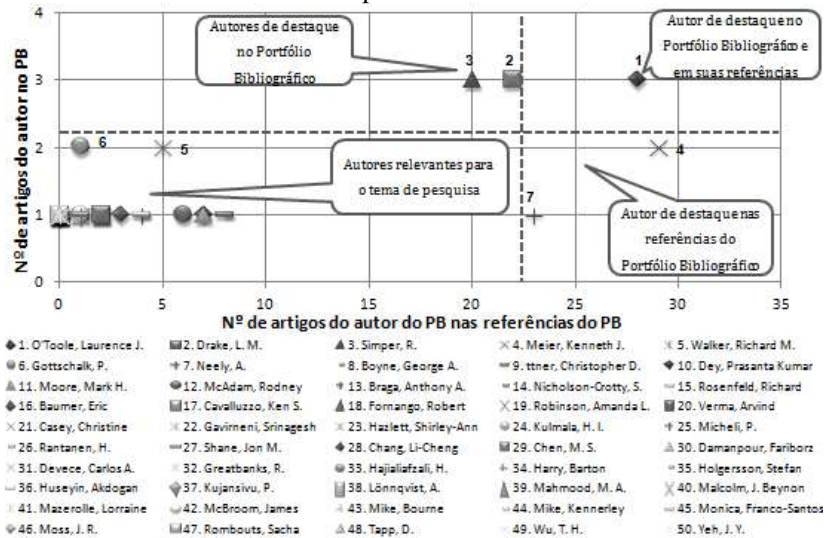 4
3
2
1
0
Nº de artigos do autor no PB
Autores de destaque
no Portfólio
Bibliográfico
3
2
1
Autor de destaque no
Portfólio Bibliográfico e
em suas referências
6
5
4
Autores relevantes para
o tema de pesquisa
7
Autor de destaque nas
referências do
Portfólio Bibliográfico
0 5 10 15 20 25 30 35
Nº de artigos do autor do PB nas referências do PB
1. O'Toole, Laurence J. 2. Drake, L. M. 3. Simper, R. 4. Meier, Kenneth J. 5. Walker, Richard M.
6. Gottschalk, P. 7. Neely, A. 8. Boyne, George A. 9. ttner, Christopher D. 10. Dey, Prasanta Kumar
11. Moore, Mark H. 12. McAdam, Rodney 13. Braga, Anthony A. 14. Nicholson-Crotty, S. 15. Rosenfeld, Richard
16. Baumer, Eric 17. Cavalluzzo, Ken S. 18. Fornango, Robert 19. Robinson, Amanda L. 20. Verma, Arvind
21. Casey, Christine 22. Gavirneni, Srinagesh 23. Hazlett, Shirley-Ann 24. Kulmala, H. I. 25. Micheli, P.
26. Rantanen, H. 27. Shane, Jon M. 28. Chang, Li-Cheng 29. Chen, M. S. 30. Damanpour, Fariborz
31. Devece, Carlos A. 32. Greatbanks, R. 33. Hajialiafzali, H. 34. Harry, Barton 35. Holgersson, Stefan
36. Huseyin, Akdogan 37. Kujansivu, P. 38. Lönnqvist, A. 39. Mahmood, M. A. 40. Malcolm, J. Beynon
41. Mazerolle, Lorraine 42. McBroom, James 43. Mike, Bourne 44. Mike, Kennerley 45. Monica, Franco-Santos
46. Moss, J. R. 47. Rombouts, Sacha 48. Tapp, D. 49. Wu, T. H. 50. Yeh, J. Y.